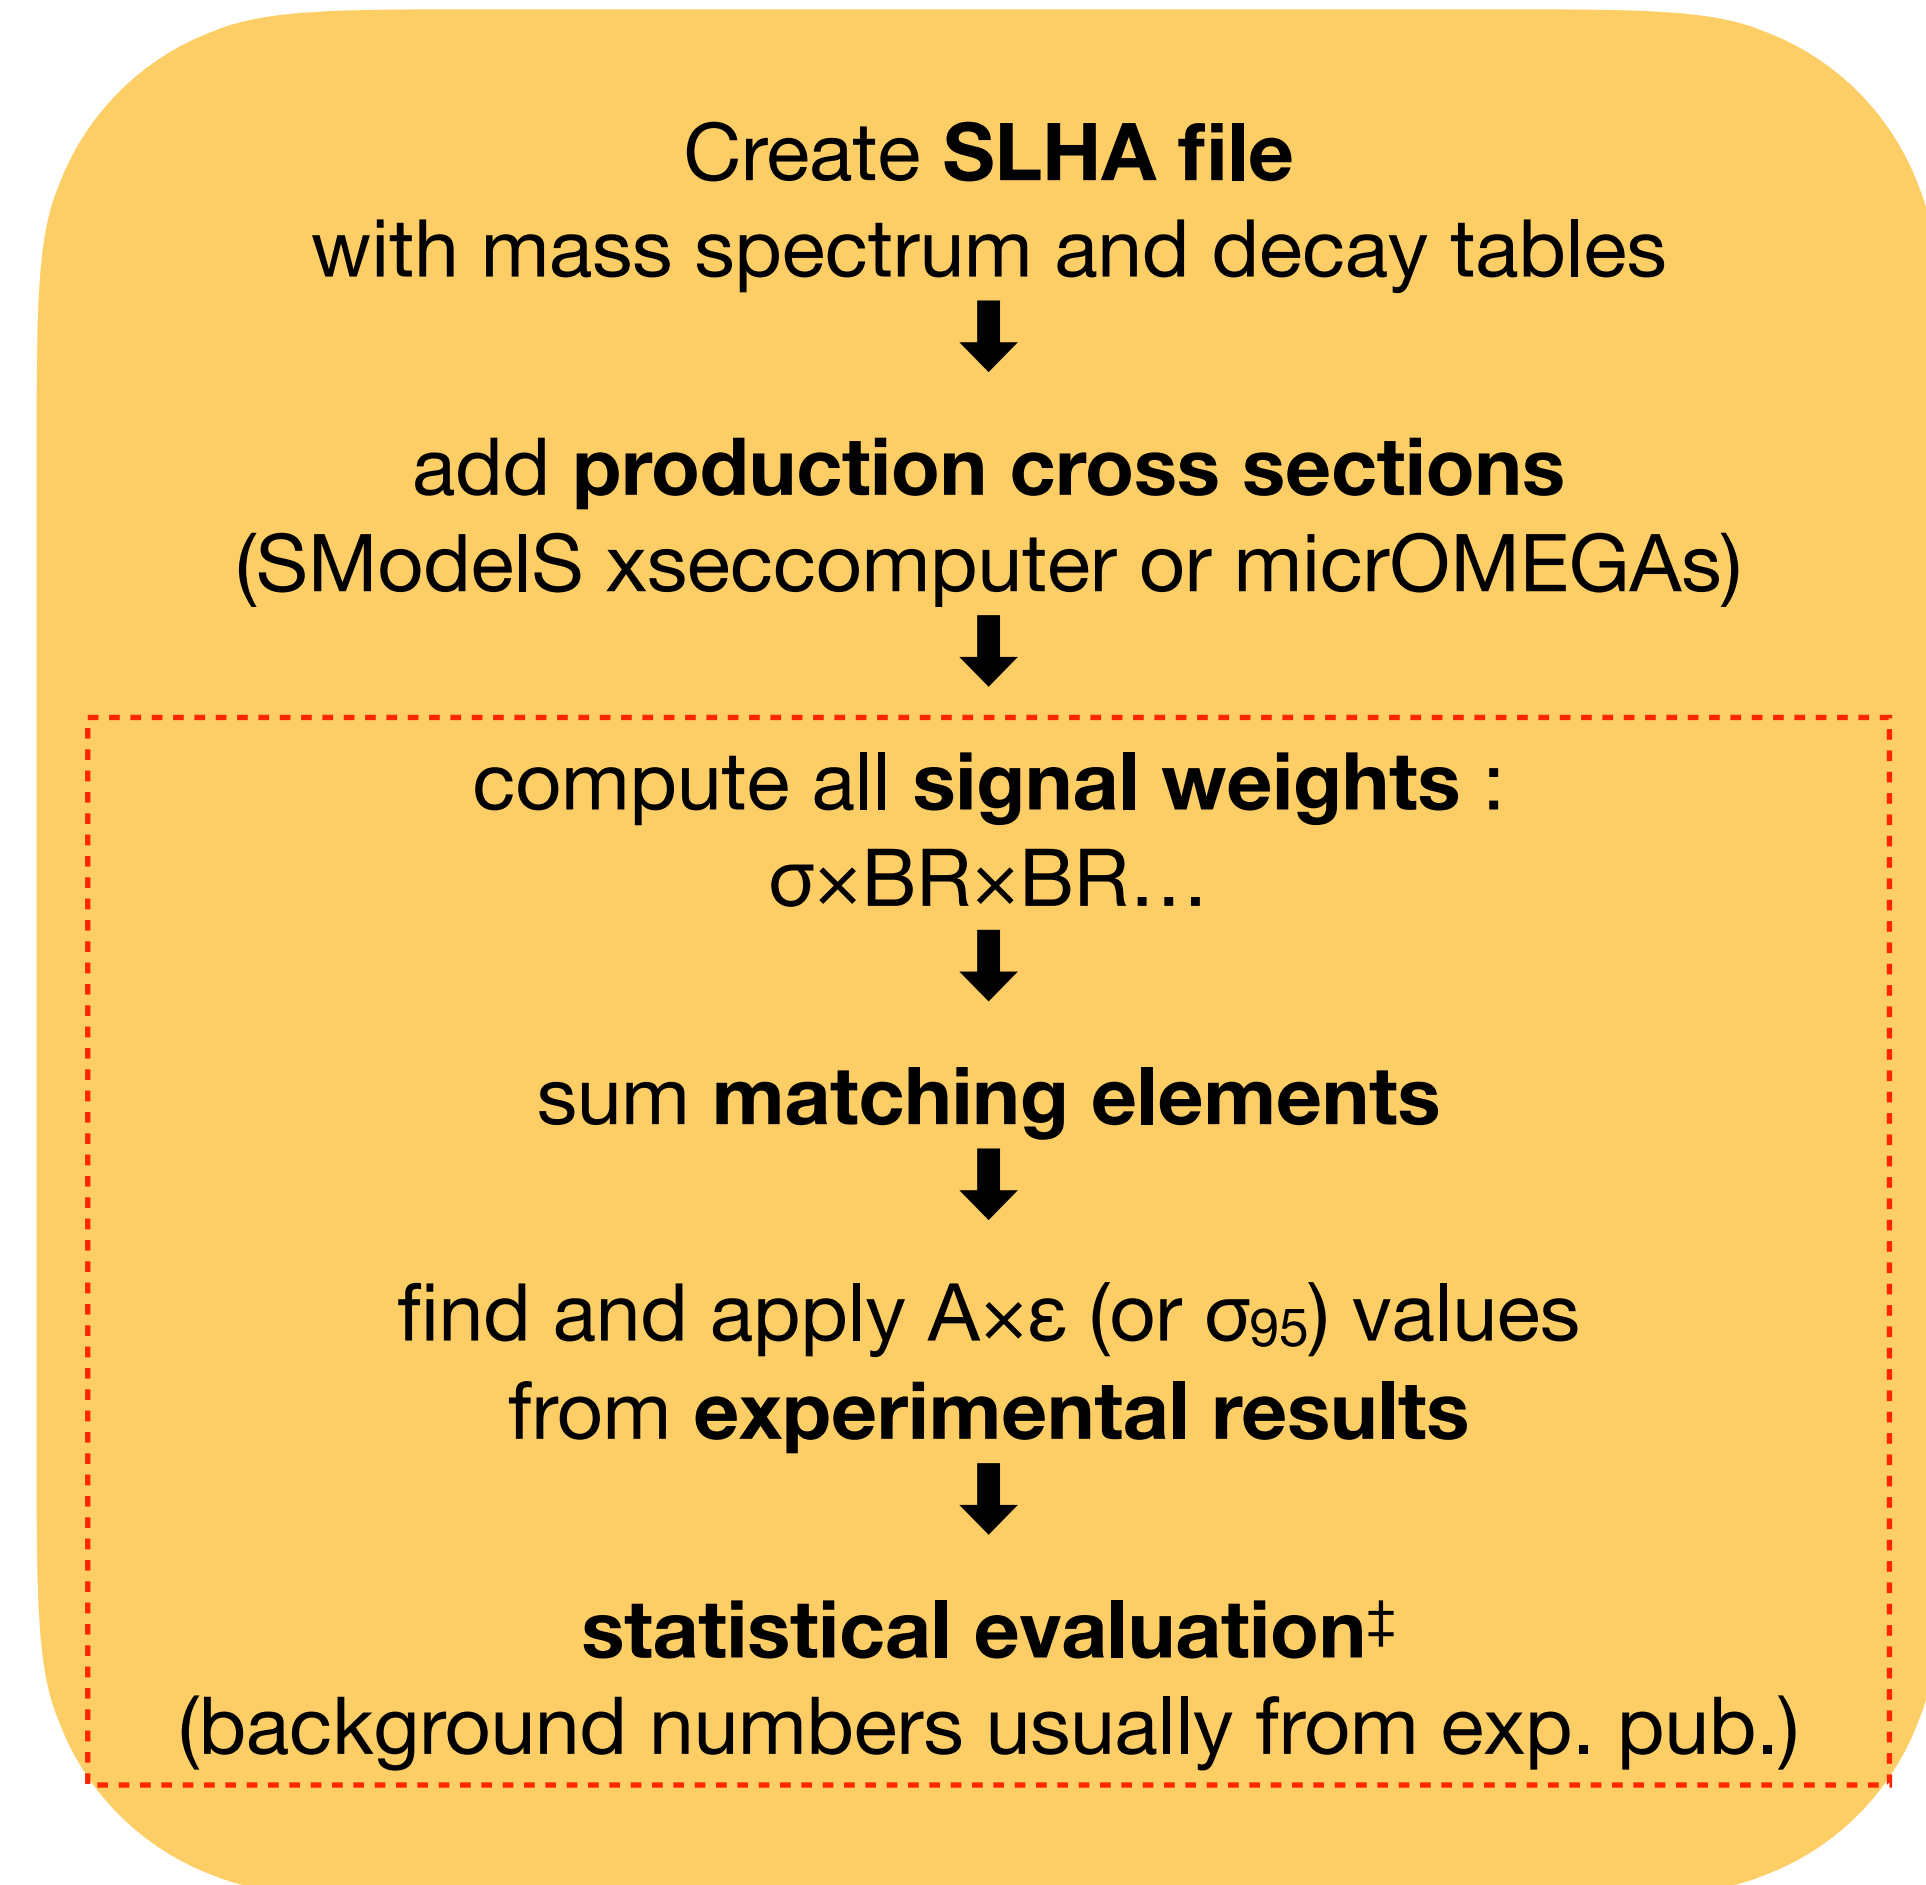 Create SLHA file
with mass spectrum and decay tables
add production cross sections
(SModelS xseccomputer or micrOMEGAs)
compute all signal weights :
σ×BR×BR…
sum matching elements
find and apply A×ε (or σ₉₅) values
from experimental results
statistical evaluation‡
(background numbers usually from exp. pub.)